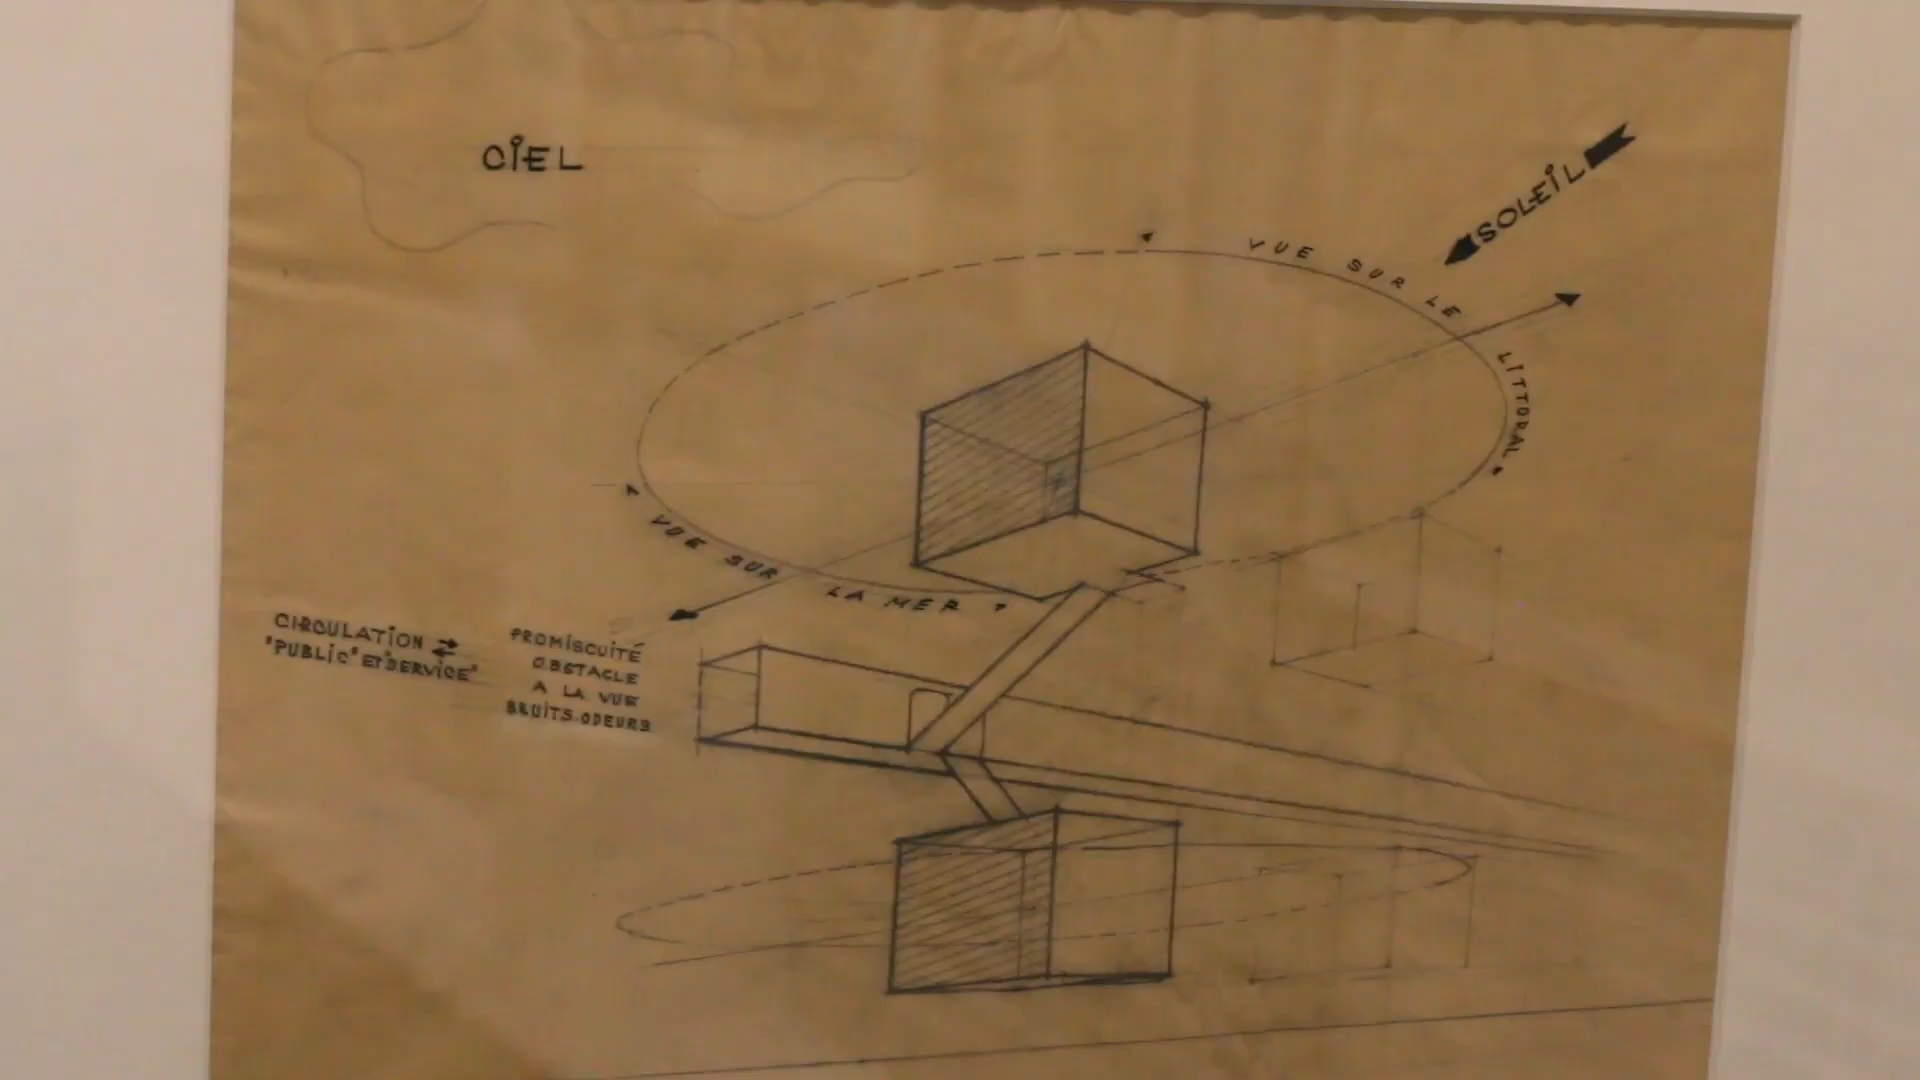 CIEL
SOLEIL
VUE SUR LE LITTORAL
VUE SUR LA MER
CIRCULATION ⇄
"PUBLIC" ET "SERVICE"
PROMISCUITÉ
OBSTACLE
A LA VUE
BRUITS.ODEURS